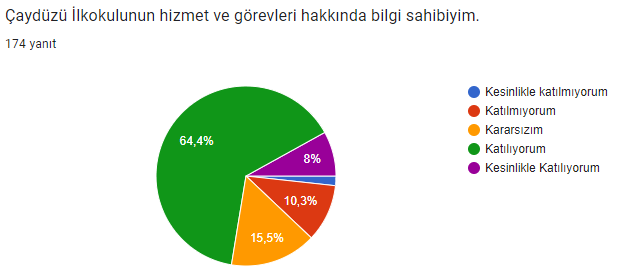 Çaydüzü İlkokulunun hizmet ve görevleri hakkında bilgi sahibiyim.
174 yanıt
Kesinlikle katılmıyorum
Katılmıyorum
Kararsızım
Katılıyorum
Kesinlikle Katılıyorum
64,4%
8%
10,3%
15,5%